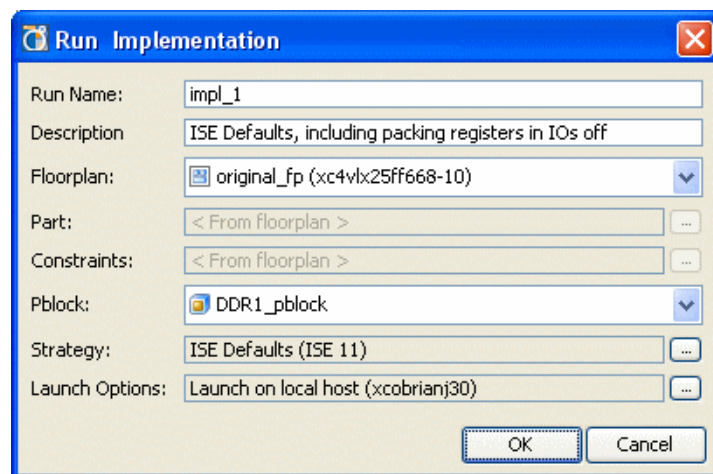 Run Implementation
Run Name: impl_1
Description ISE Defaults, including packing registers in IOs off
Floorplan: original_fp (xc4vlx25ff668-10)
Part: < From floorplan > ...
Constraints: < From floorplan > ...
Pblock: DDR1_pblock
Strategy: ISE Defaults (ISE 11) ...
Launch Options: Launch on local host (xcobrianj30) ...
OK Cancel